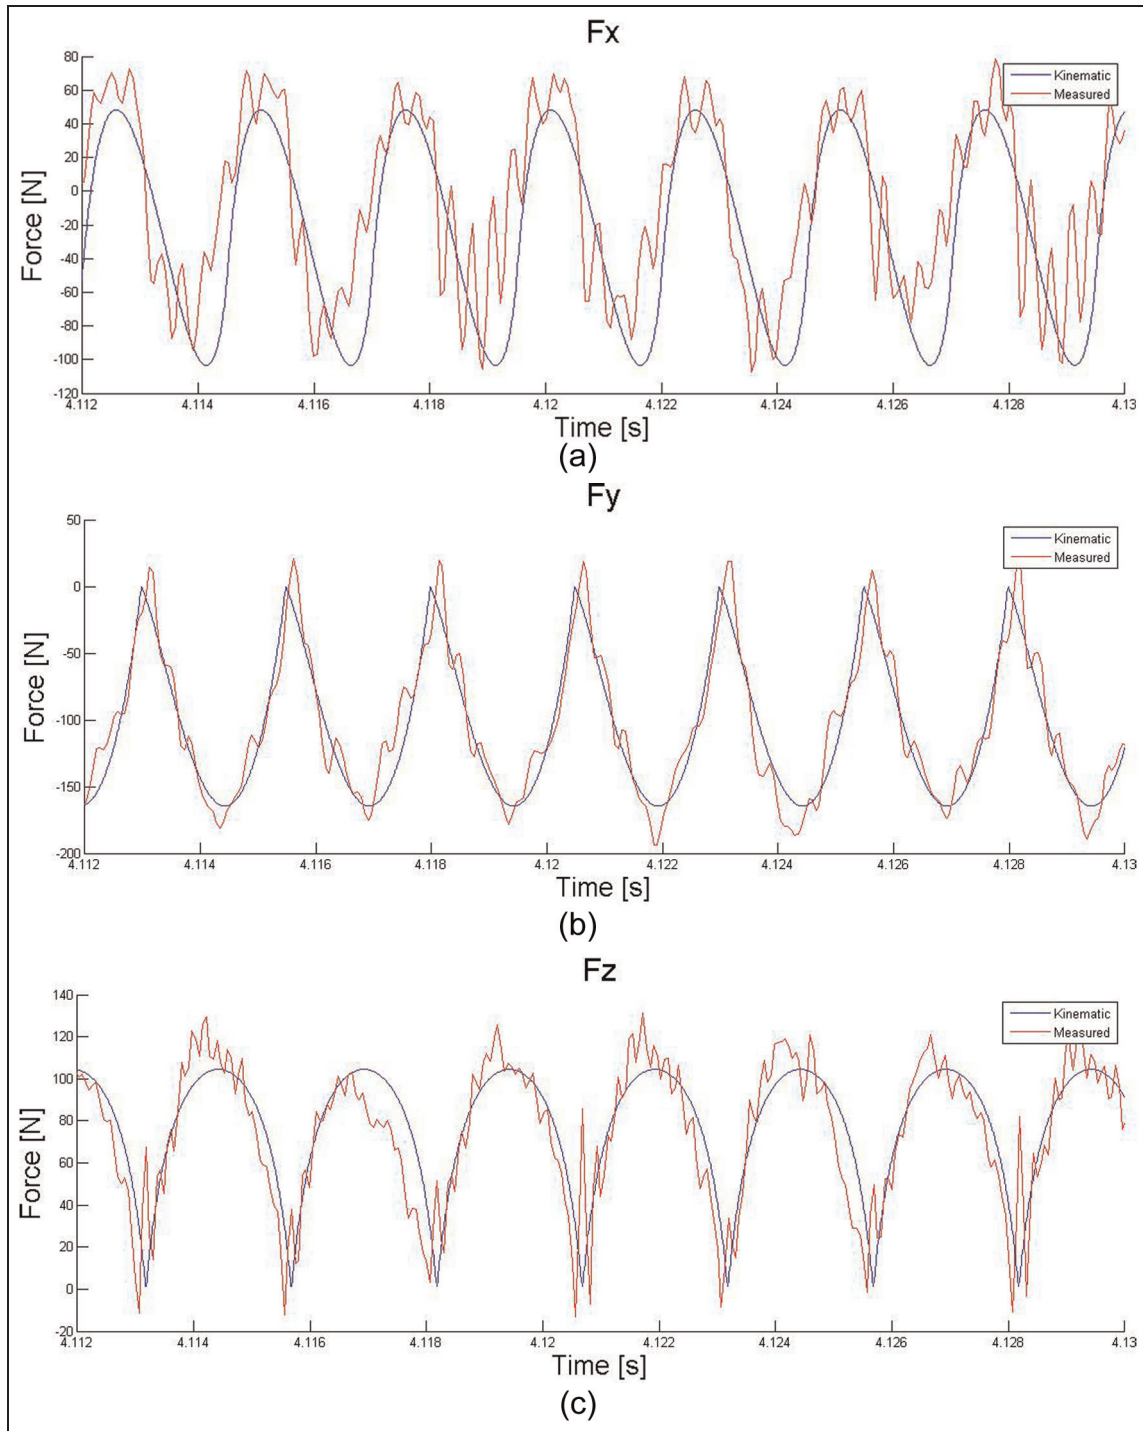 Fx
80
60
40
20
0
-20
-40
-60
-80
-100
-120
Force [N]
Kinematic
Measured
4.112 4.114 4.116 4.118 4.12 4.122 4.124 4.126 4.128 4.13
Time [s]
(a)
Fy
50
0
-50
-100
-150
-200
Force [N]
Kinematic
Measured
4.112 4.114 4.116 4.118 4.12 4.122 4.124 4.126 4.128 4.13
Time [s]
(b)
Fz
140
120
100
80
60
40
20
0
-20
Force [N]
Kinematic
Measured
4.112 4.114 4.116 4.118 4.12 4.122 4.124 4.126 4.128 4.13
Time [s]
(c)